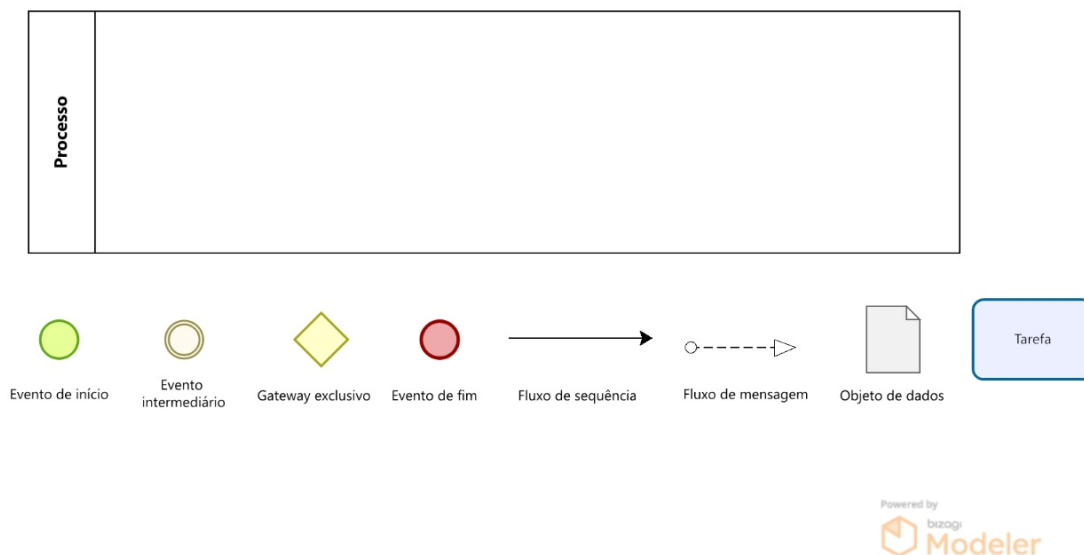 Processo
Evento de início
Evento
intermediário
Gateway exclusivo
Evento de fim
Fluxo de sequência
Fluxo de mensagem
Objeto de dados
Tarefa
Powered by
bizagi
Modeler